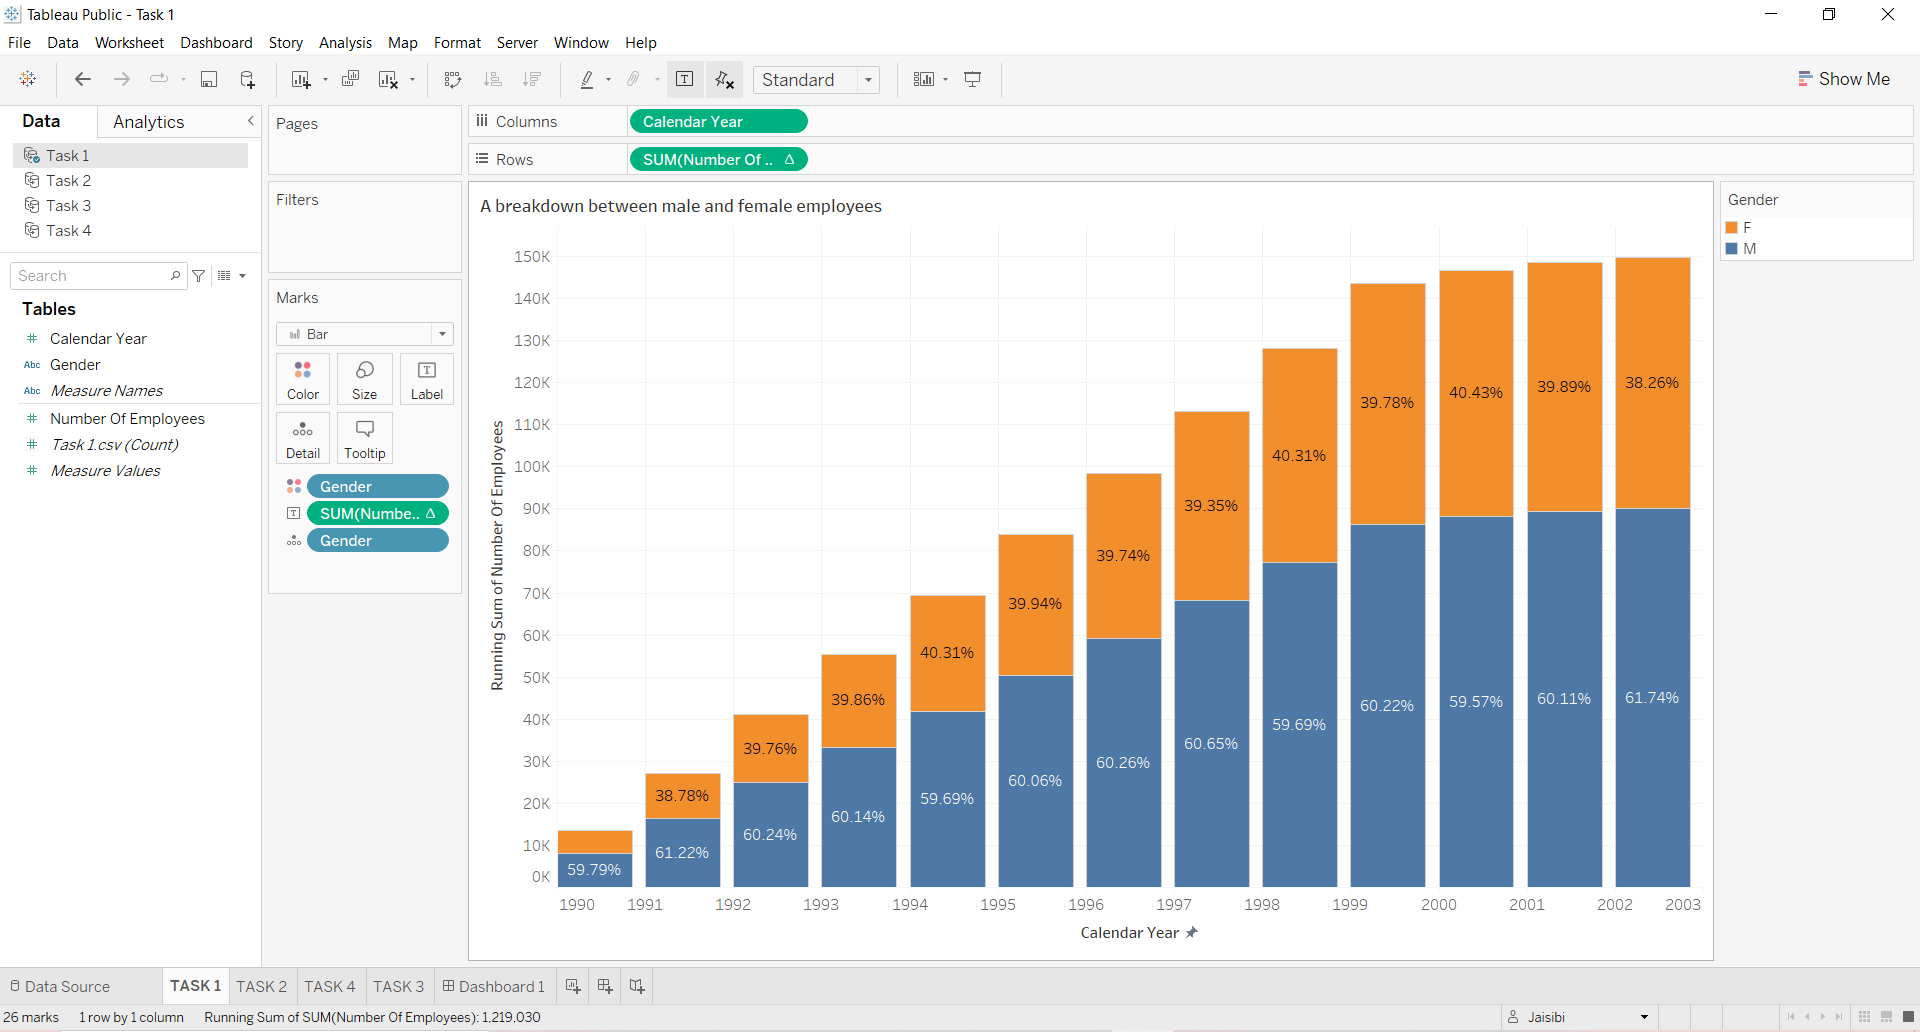 Tableau Public - Task 1
File Data Worksheet Dashboard Story Analysis Map Format Server Window Help
Standard
Show Me
Data Analytics
Task 1
Task 2
Task 3
Task 4
Search
Tables
Calendar Year
Abc Gender
Abc Measure Names
Number Of Employees
Task 1.csv (Count)
Measure Values
Pages
Filters
Marks
Bar
Color Size Label
Detail Tooltip
Gender
SUM(Numbe.. Δ
Gender
Columns Calendar Year
Rows SUM(Number Of .. Δ
A breakdown between male and female employees
Running Sum of Number Of Employees
150K
140K
130K
120K
110K
100K
90K
80K
70K
60K
50K
40K
30K
20K
10K
0K
59.79%
38.78%
61.22%
39.76%
60.24%
39.86%
60.14%
40.31%
59.69%
39.94%
60.06%
39.74%
60.26%
39.35%
60.65%
40.31%
59.69%
39.78%
60.22%
40.43%
59.57%
39.89%
60.11%
38.26%
61.74%
1990 1991 1992 1993 1994 1995 1996 1997 1998 1999 2000 2001 2002 2003
Calendar Year
Gender
F
M
Data Source TASK 1 TASK 2 TASK 4 TASK 3 Dashboard 1
26 marks 1 row by 1 column Running Sum of SUM(Number Of Employees): 1,219,030 Jaisibi